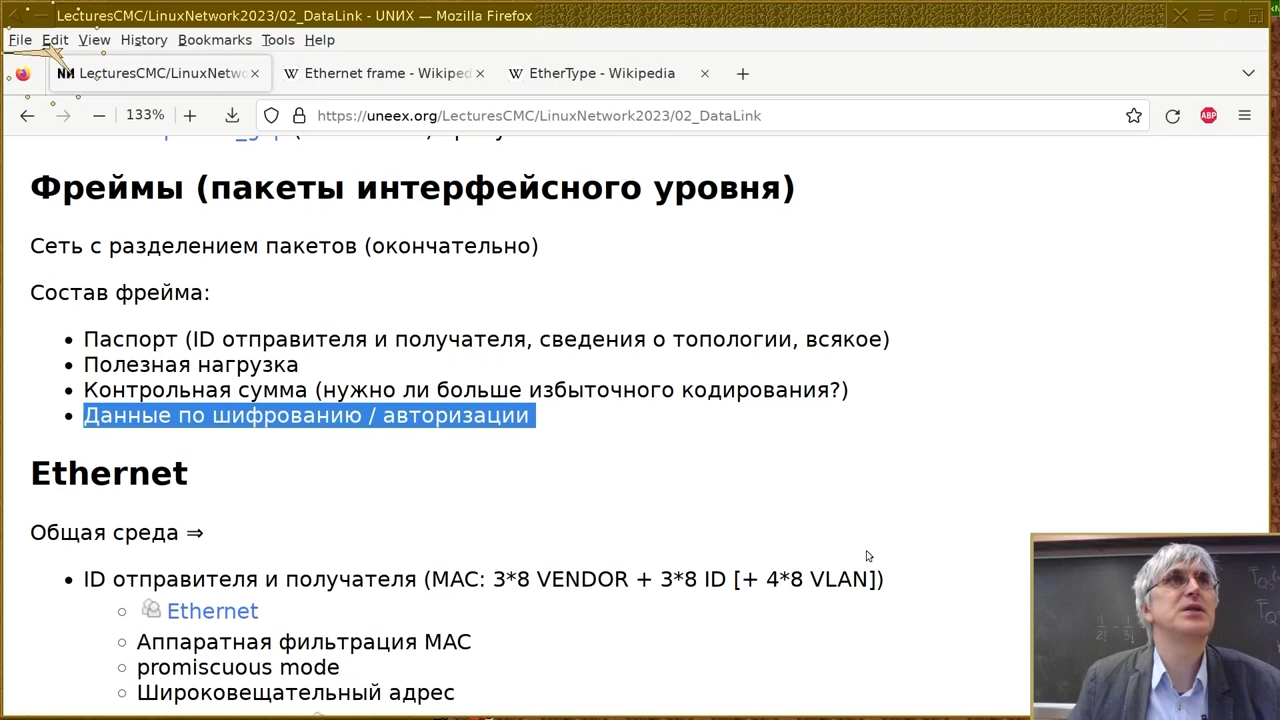 LecturesCMC/LinuxNetwork2023/02_DataLink - UNИX — Mozilla Firefox
File Edit View History Bookmarks Tools Help
LecturesCMC/LinuxNetwo
Ethernet frame - Wikiped
EtherType - Wikipedia
133%
https://uneex.org/LecturesCMC/LinuxNetwork2023/02_DataLink
ABP
Фреймы (пакеты интерфейсного уровня)
Сеть с разделением пакетов (окончательно)
Состав фрейма:
Паспорт (ID отправителя и получателя, сведения о топологии, всякое)
Полезная нагрузка
Контрольная сумма (нужно ли больше избыточного кодирования?)
Данные по шифрованию / авторизации
Ethernet
Общая среда ⇒
ID отправителя и получателя (MAC: 3*8 VENDOR + 3*8 ID [+ 4*8 VLAN])
Ethernet
Аппаратная фильтрация MAC
promiscuous mode
Широковещательный адрес